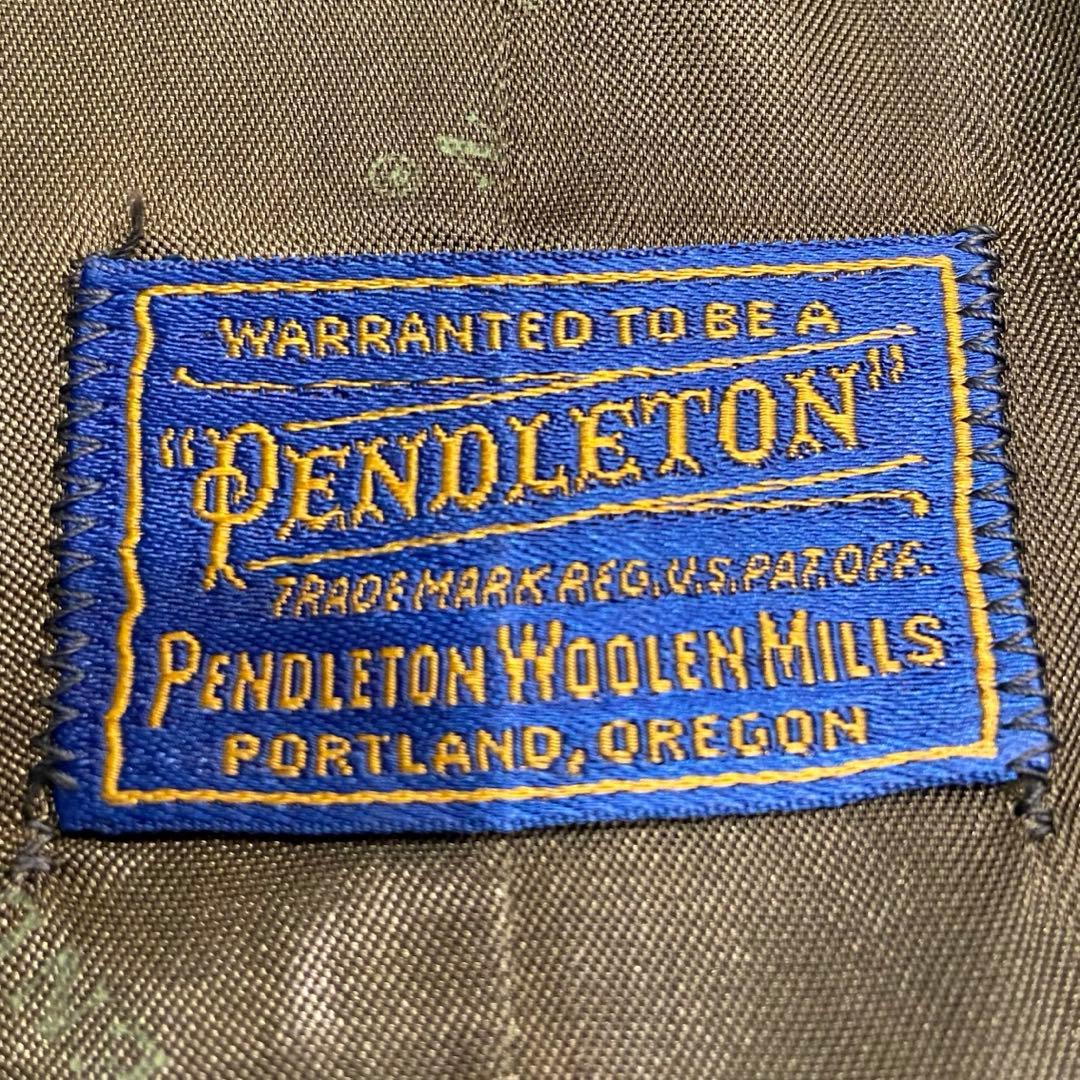 WARRANTED TO BE A
"PENDLETON"
TRADE MARK REG. U.S. PAT. OFF.
PENDLETON WOOLEN MILLS
PORTLAND, OREGON